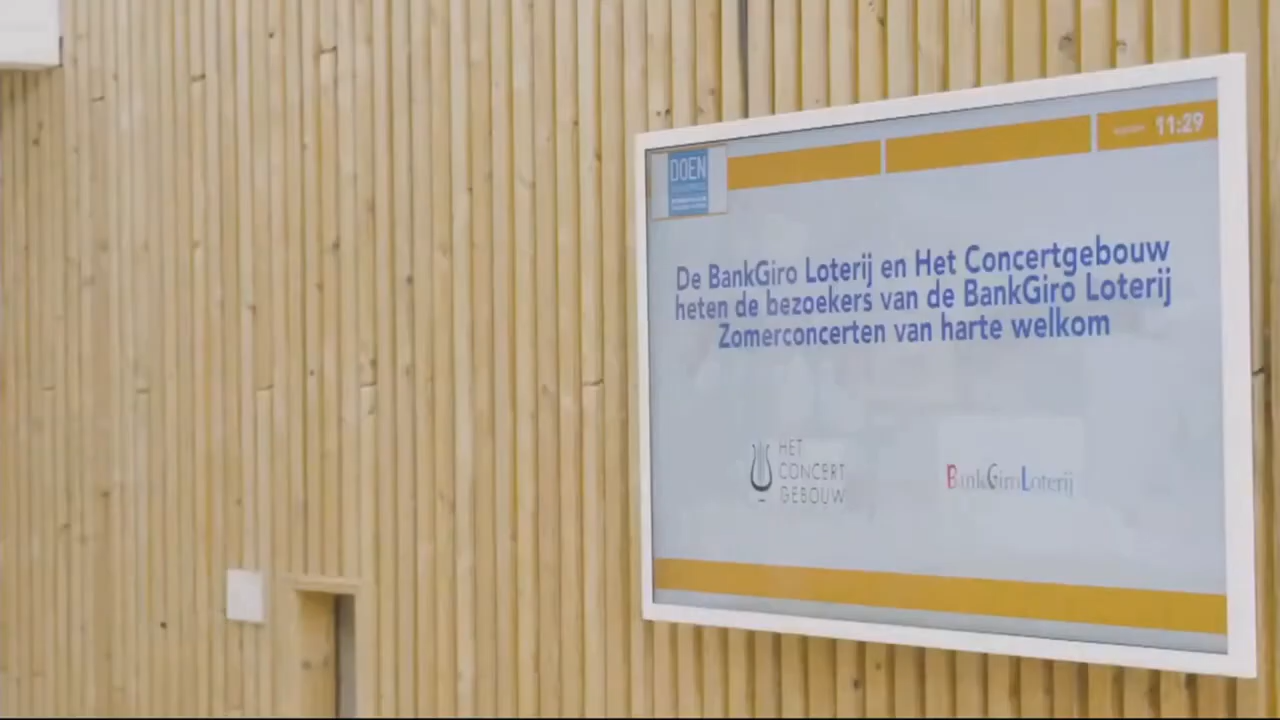 DOEN
11:29
De BankGiro Loterij en Het Concertgebouw
heten de bezoekers van de BankGiro Loterij
Zomerconcerten van harte welkom
HET
CONCERT
GEBOUW
BankGiroLoterij